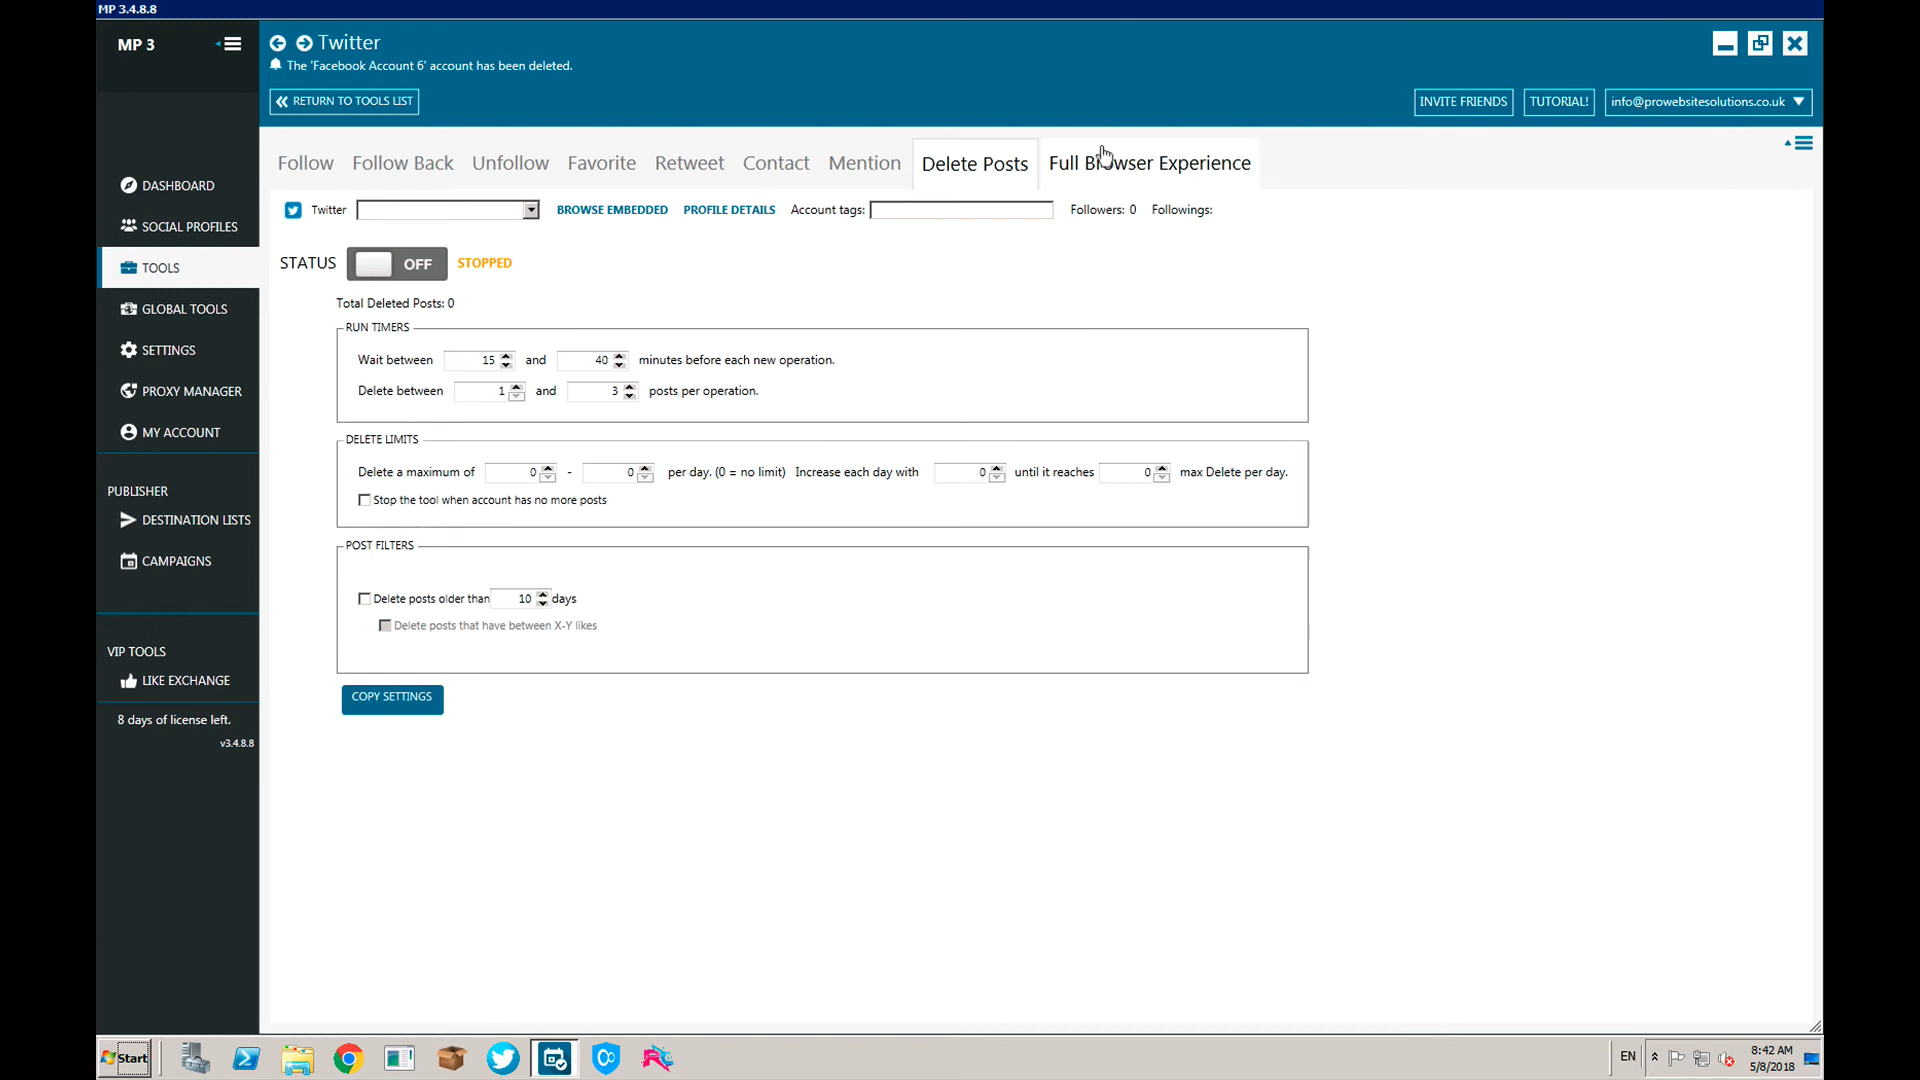 MP 3.4.8.8
MP 3
Twitter
The 'Facebook Account 6' account has been deleted.
RETURN TO TOOLS LIST
INVITE FRIENDS
TUTORIAL!
info@prowebsitesolutions.co.uk
Follow Follow Back Unfollow Favorite Retweet Contact Mention Delete Posts Full Browser Experience
Twitter BROWSE EMBEDDED PROFILE DETAILS Account tags: Followers: 0 Followings:
STATUS OFF STOPPED
Total Deleted Posts: 0
RUN TIMERS
Wait between 15 and 40 minutes before each new operation.
Delete between 1 and 3 posts per operation.
DELETE LIMITS
Delete a maximum of 0 - 0 per day. (0 = no limit) Increase each day with 0 until it reaches 0 max Delete per day.
Stop the tool when account has no more posts
POST FILTERS
Delete posts older than 10 days
Delete posts that have between X-Y likes
COPY SETTINGS
DASHBOARD
SOCIAL PROFILES
TOOLS
GLOBAL TOOLS
SETTINGS
PROXY MANAGER
MY ACCOUNT
PUBLISHER
DESTINATION LISTS
CAMPAIGNS
VIP TOOLS
LIKE EXCHANGE
8 days of license left.
v3.4.8.8
Start
EN
8:42 AM
5/8/2018